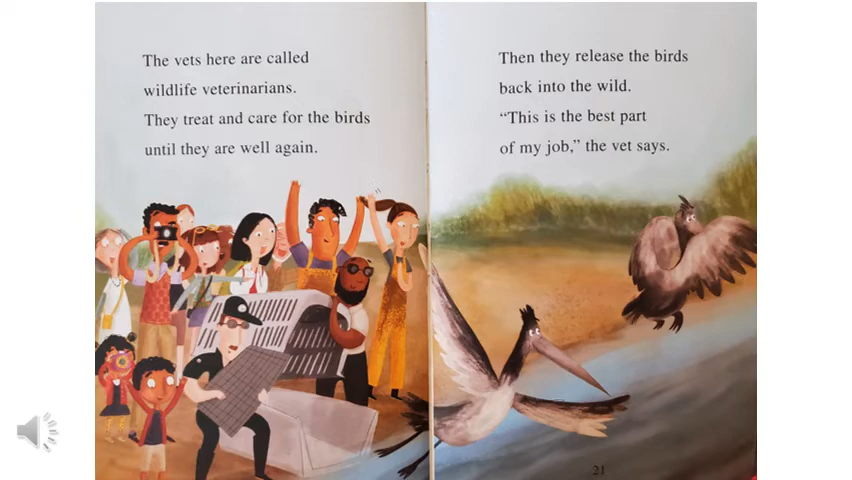 The vets here are called
wildlife veterinarians.
They treat and care for the birds
until they are well again.
Then they release the birds
back into the wild.
“This is the best part
of my job,” the vet says.
21